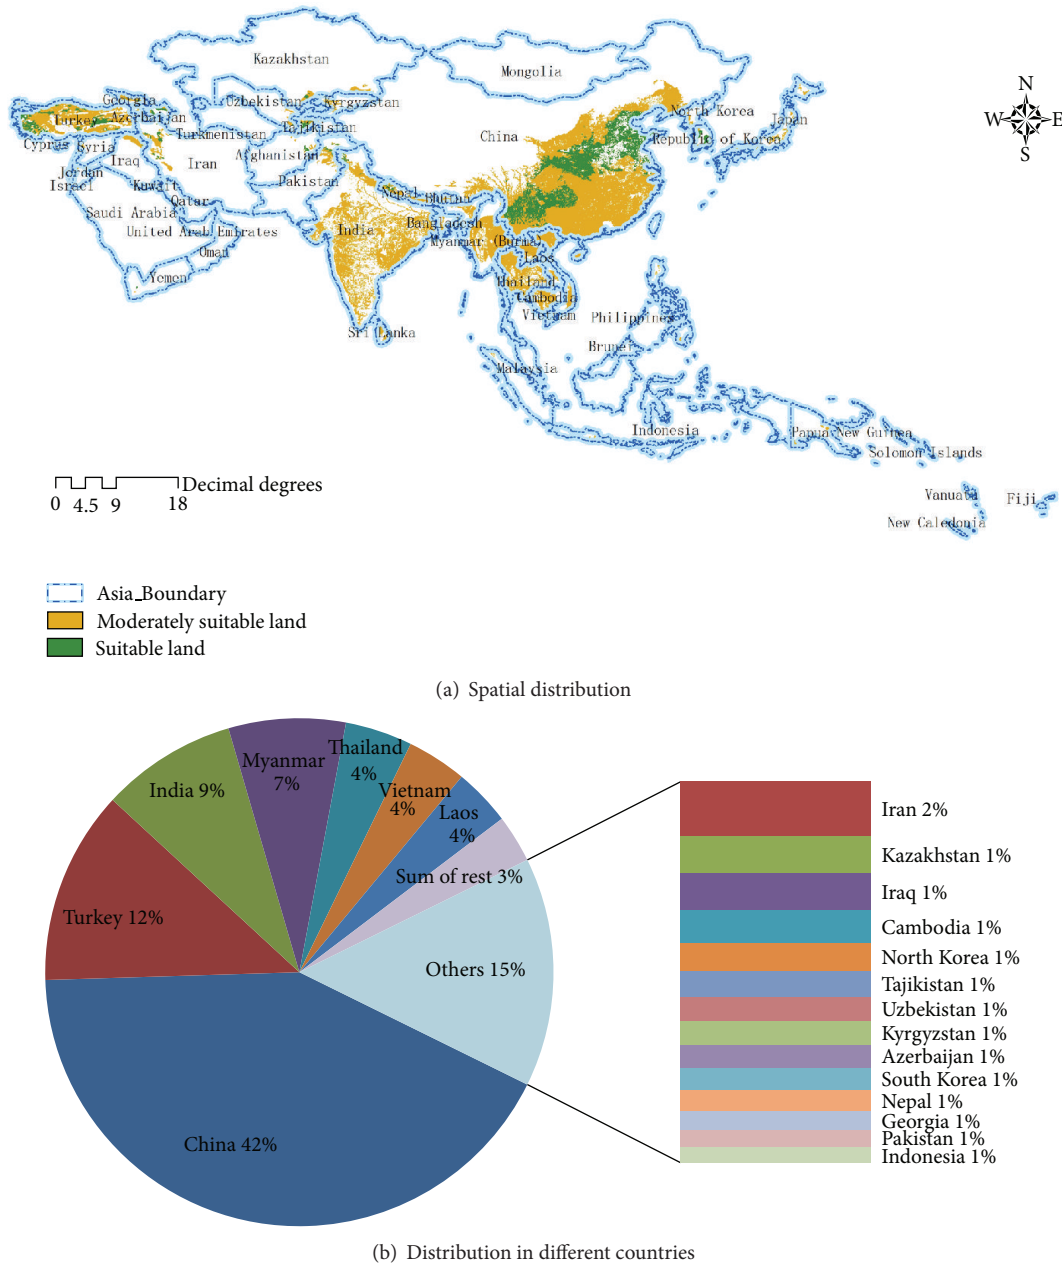 Kazakhstan
Mongolia
N
W E
S
Georgia
Uzbekistan
Kyrgyzstan
North Korea
Turkey
Azerbaijan
Japan
Turkmenistan
Tajikistan
China
Republic of Korea
Cyprus
Syria
Iraq
Iran
Afghanistan
Jordan
Israel
Kuwait
Pakistan
Nepal
Bhutan
Qatar
Saudi Arabia
United Arab Emirates
India
Bangladesh
Myanmar (Burma)
Oman
Laos
Yemen
Thailand
Cambodia
Vietnam
Philippines
Sri Lanka
Brunei
Malaysia
Indonesia
Papua New Guinea
Solomon Islands
Vanuatu
Fiji
New Caledonia
Decimal degrees
0 4.5 9 18
Asia_Boundary
Moderately suitable land
Suitable land
(a) Spatial distribution
Thailand
4%
Myanmar
7%
India 9%
Vietnam
4%
Laos
4%
Sum of rest 3%
Turkey 12%
Others 15%
China 42%
Iran 2%
Kazakhstan 1%
Iraq 1%
Cambodia 1%
North Korea 1%
Tajikistan 1%
Uzbekistan 1%
Kyrgyzstan 1%
Azerbaijan 1%
South Korea 1%
Nepal 1%
Georgia 1%
Pakistan 1%
Indonesia 1%
(b) Distribution in different countries